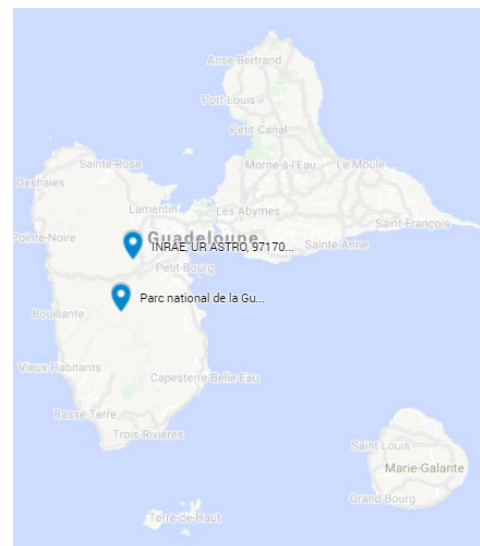 Anse-Bertrand
Port-Louis
Petit-Canal
Sainte-Rose
Morne-à-l'Eau
Le Moule
Deshaies
Lamentin
Les Abymes
Saint-François
Pointe-Noire
Guadeloupe
Sainte-Anne
INRAE, UR ASTRO, 97170...
Petit-Bourg
Parc national de la Gu...
Bouillante
Vieux-Habitants
Capesterre-Belle-Eau
Basse-Terre
Trois-Rivières
Saint-Louis
Marie-Galante
Grand-Bourg
Terre-de-Haut